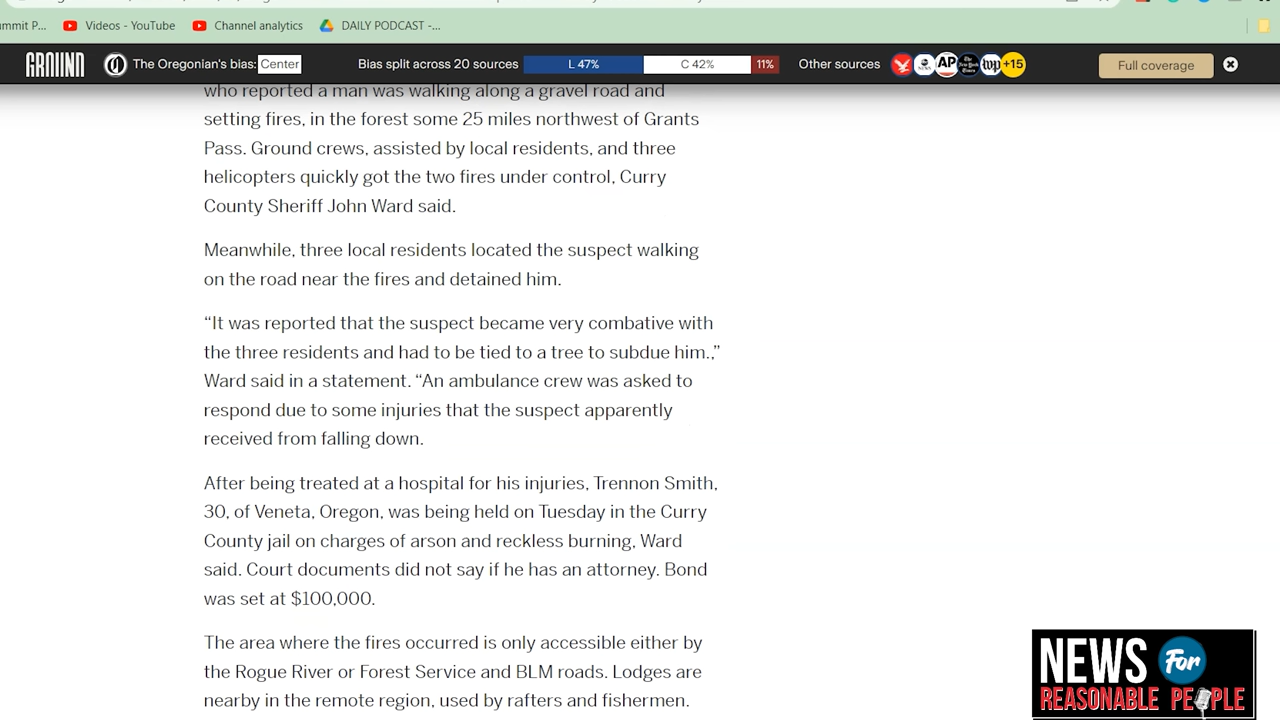 ummit P...
Videos - YouTube
Channel analytics
DAILY PODCAST -...
GROUND
The Oregonian's bias: Center
Bias split across 20 sources
L 47%
C 42%
11%
Other sources
AP
wp
+15
Full coverage
who reported a man was walking along a gravel road and
setting fires, in the forest some 25 miles northwest of Grants
Pass. Ground crews, assisted by local residents, and three
helicopters quickly got the two fires under control, Curry
County Sheriff John Ward said.
Meanwhile, three local residents located the suspect walking
on the road near the fires and detained him.
“It was reported that the suspect became very combative with
the three residents and had to be tied to a tree to subdue him.,”
Ward said in a statement. “An ambulance crew was asked to
respond due to some injuries that the suspect apparently
received from falling down.
After being treated at a hospital for his injuries, Trennon Smith,
30, of Veneta, Oregon, was being held on Tuesday in the Curry
County jail on charges of arson and reckless burning, Ward
said. Court documents did not say if he has an attorney. Bond
was set at $100,000.
The area where the fires occurred is only accessible either by
the Rogue River or Forest Service and BLM roads. Lodges are
nearby in the remote region, used by rafters and fishermen.
NEWS For
REASONABLE PEOPLE